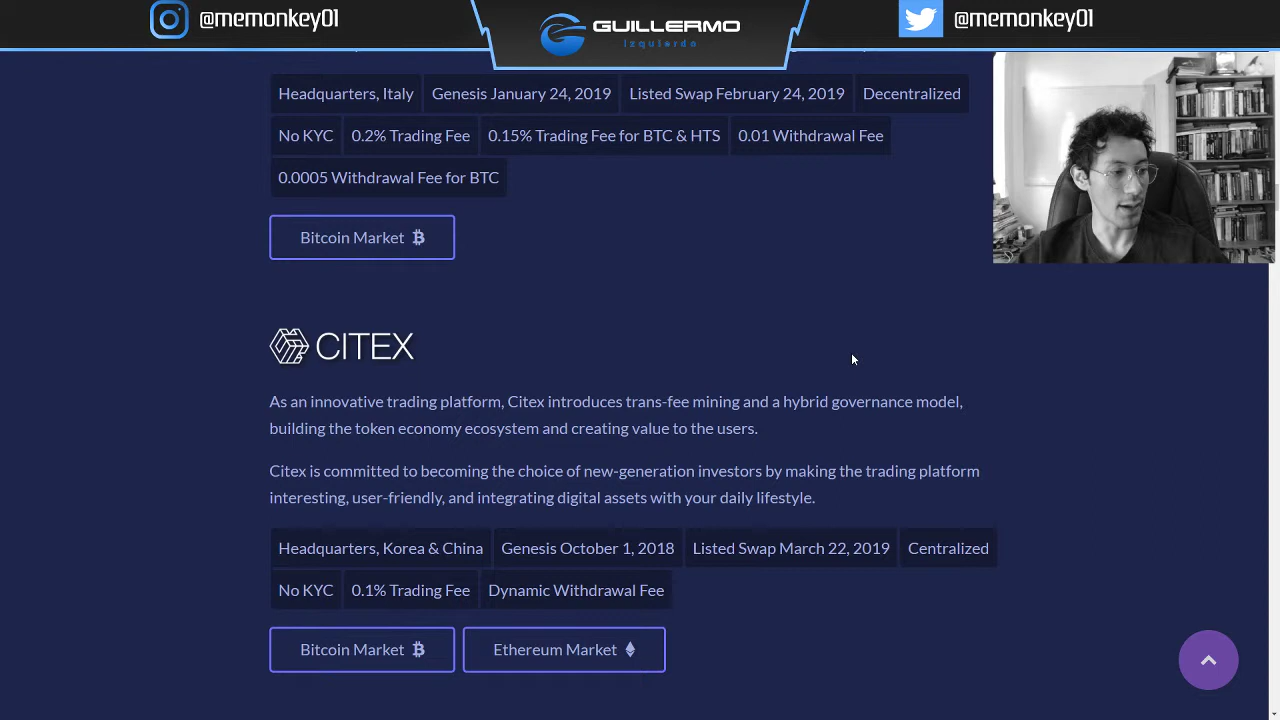 @memonkey01
GUILLERMO
Izquierdo
@memonkey01
Headquarters, Italy
Genesis January 24, 2019
Listed Swap February 24, 2019
Decentralized
No KYC
0.2% Trading Fee
0.15% Trading Fee for BTC & HTS
0.01 Withdrawal Fee
0.0005 Withdrawal Fee for BTC
Bitcoin Market
CITEX
As an innovative trading platform, Citex introduces trans-fee mining and a hybrid governance model,
building the token economy ecosystem and creating value to the users.
Citex is committed to becoming the choice of new-generation investors by making the trading platform
interesting, user-friendly, and integrating digital assets with your daily lifestyle.
Headquarters, Korea & China
Genesis October 1, 2018
Listed Swap March 22, 2019
Centralized
No KYC
0.1% Trading Fee
Dynamic Withdrawal Fee
Bitcoin Market
Ethereum Market